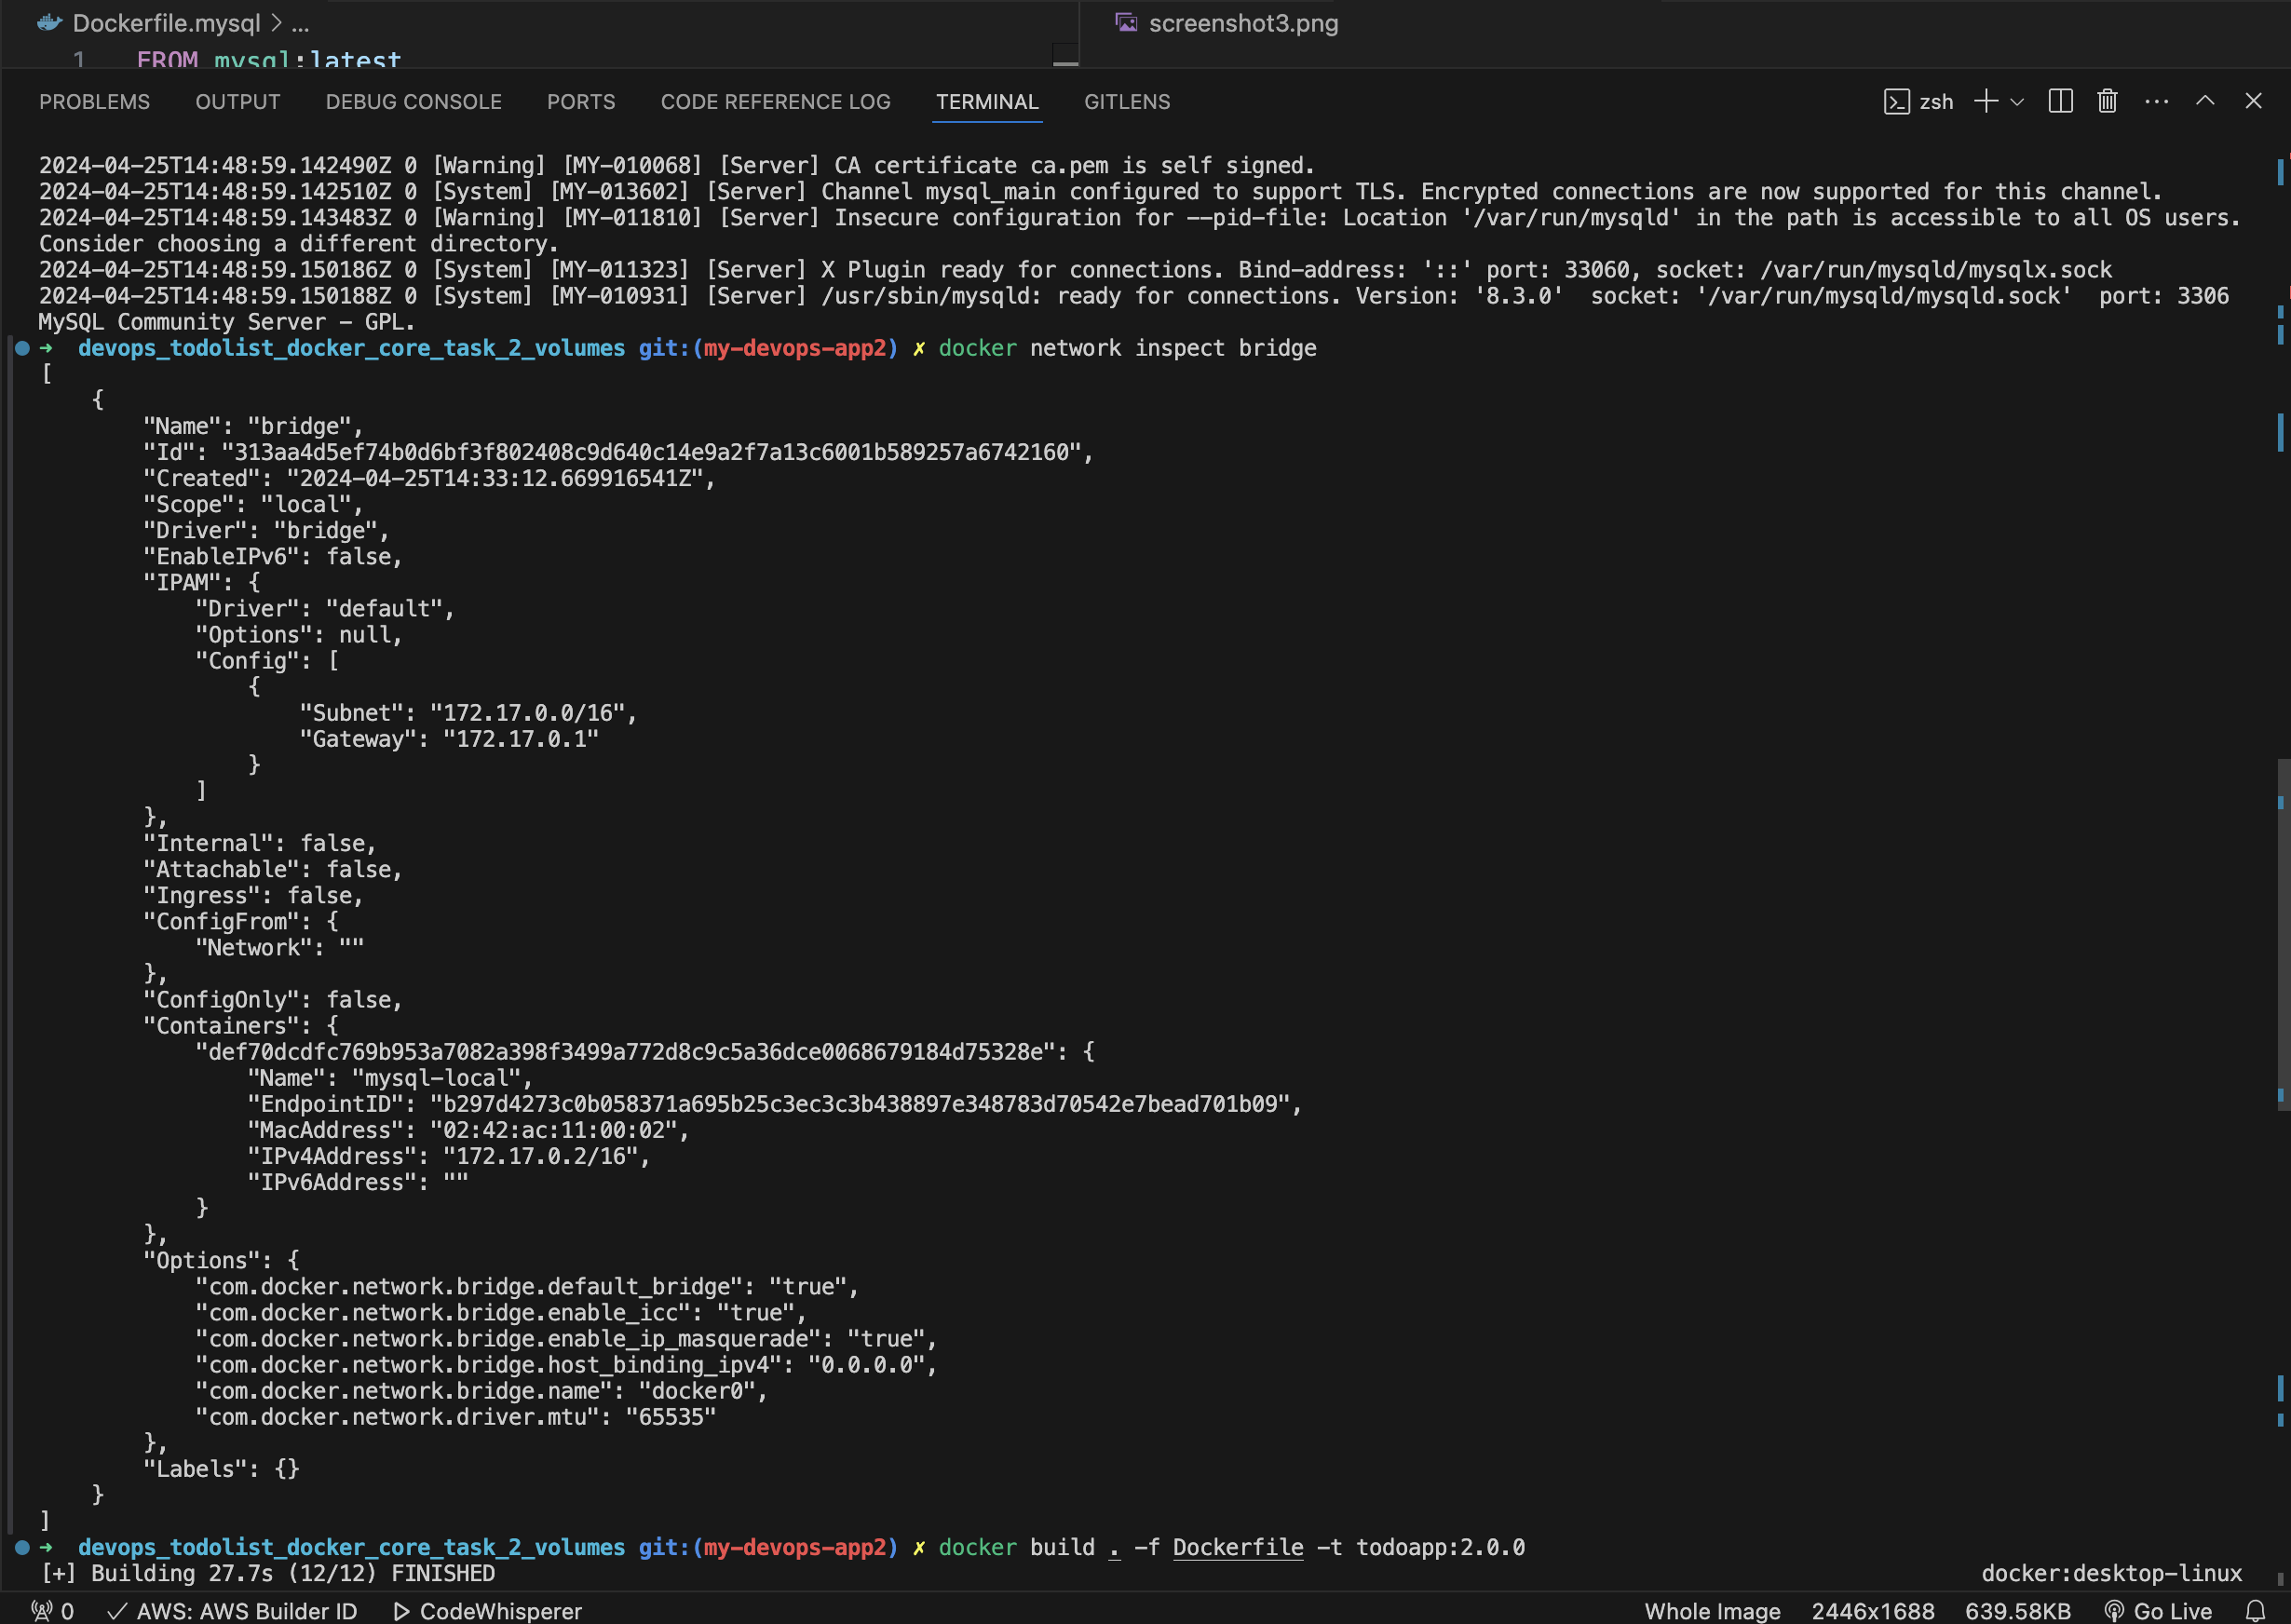 Dockerfile.mysql > ...
screenshot3.png
1 FROM mysql:latest
PROBLEMS OUTPUT DEBUG CONSOLE PORTS CODE REFERENCE LOG TERMINAL GITLENS zsh
2024-04-25T14:48:59.142490Z 0 [Warning] [MY-010068] [Server] CA certificate ca.pem is self signed.
2024-04-25T14:48:59.142510Z 0 [System] [MY-013602] [Server] Channel mysql_main configured to support TLS. Encrypted connections are now supported for this channel.
2024-04-25T14:48:59.143483Z 0 [Warning] [MY-011810] [Server] Insecure configuration for --pid-file: Location '/var/run/mysqld' in the path is accessible to all OS users.
Consider choosing a different directory.
2024-04-25T14:48:59.150186Z 0 [System] [MY-011323] [Server] X Plugin ready for connections. Bind-address: '::' port: 33060, socket: /var/run/mysqld/mysqlx.sock
2024-04-25T14:48:59.150188Z 0 [System] [MY-010931] [Server] /usr/sbin/mysqld: ready for connections. Version: '8.3.0'  socket: '/var/run/mysqld/mysqld.sock'  port: 3306
MySQL Community Server - GPL.
➜  devops_todolist_docker_core_task_2_volumes git:(my-devops-app2) ✗ docker network inspect bridge
[
    {
        "Name": "bridge",
        "Id": "313aa4d5ef74b0d6bf3f802408c9d640c14e9a2f7a13c6001b589257a6742160",
        "Created": "2024-04-25T14:33:12.669916541Z",
        "Scope": "local",
        "Driver": "bridge",
        "EnableIPv6": false,
        "IPAM": {
            "Driver": "default",
            "Options": null,
            "Config": [
                {
                    "Subnet": "172.17.0.0/16",
                    "Gateway": "172.17.0.1"
                }
            ]
        },
        "Internal": false,
        "Attachable": false,
        "Ingress": false,
        "ConfigFrom": {
            "Network": ""
        },
        "ConfigOnly": false,
        "Containers": {
            "def70dcdfc769b953a7082a398f3499a772d8c9c5a36dce0068679184d75328e": {
                "Name": "mysql-local",
                "EndpointID": "b297d4273c0b058371a695b25c3ec3c3b438897e348783d70542e7bead701b09",
                "MacAddress": "02:42:ac:11:00:02",
                "IPv4Address": "172.17.0.2/16",
                "IPv6Address": ""
            }
        },
        "Options": {
            "com.docker.network.bridge.default_bridge": "true",
            "com.docker.network.bridge.enable_icc": "true",
            "com.docker.network.bridge.enable_ip_masquerade": "true",
            "com.docker.network.bridge.host_binding_ipv4": "0.0.0.0",
            "com.docker.network.bridge.name": "docker0",
            "com.docker.network.driver.mtu": "65535"
        },
        "Labels": {}
    }
]
➜  devops_todolist_docker_core_task_2_volumes git:(my-devops-app2) ✗ docker build . -f Dockerfile -t todoapp:2.0.0
[+] Building 27.7s (12/12) FINISHED docker:desktop-linux
0 AWS: AWS Builder ID CodeWhisperer Whole Image 2446x1688 639.58KB Go Live